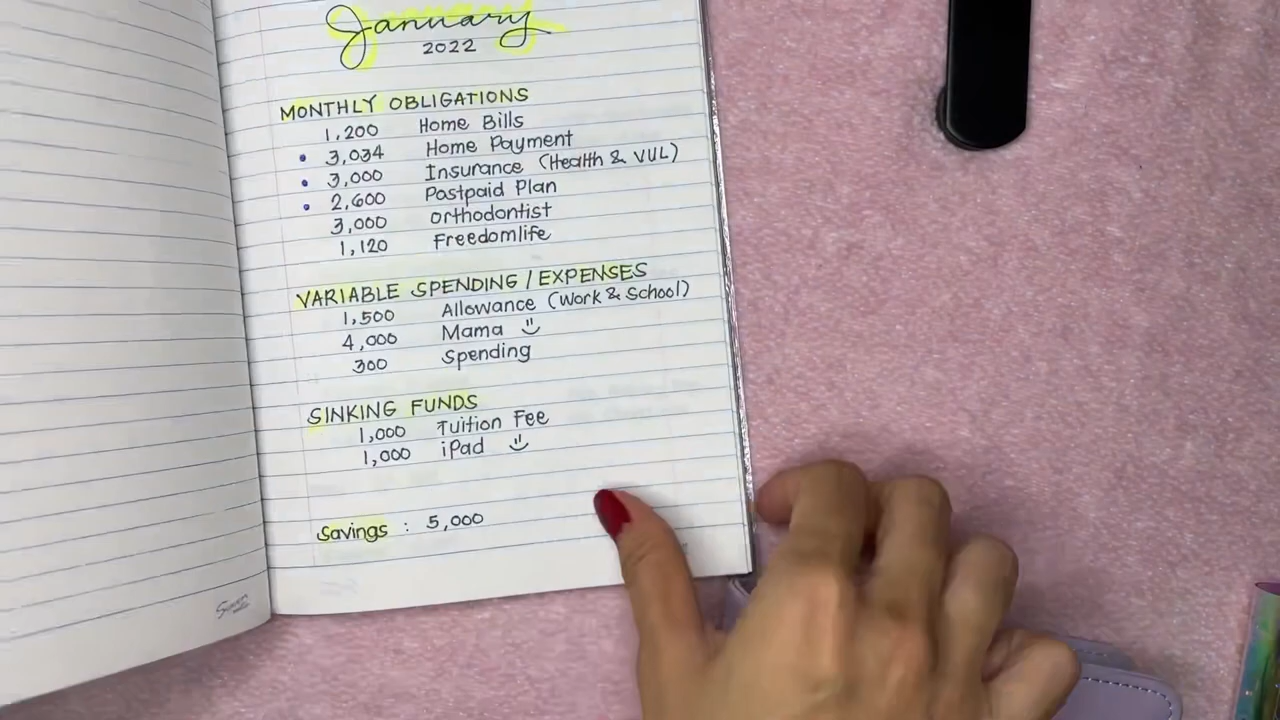 January
2022
MONTHLY OBLIGATIONS
1,200 Home Bills
• 3,034 Home Payment
• 3,000 Insurance (Health & VUL)
• 2,600 Postpaid Plan
3,000 orthodontist
1,120 Freedomlife
VARIABLE SPENDING / EXPENSES
1,500 Allowance (Work & School)
4,000 Mama
300 Spending
SINKING FUNDS
1,000 Tuition Fee
1,000 iPad
Savings : 5,000